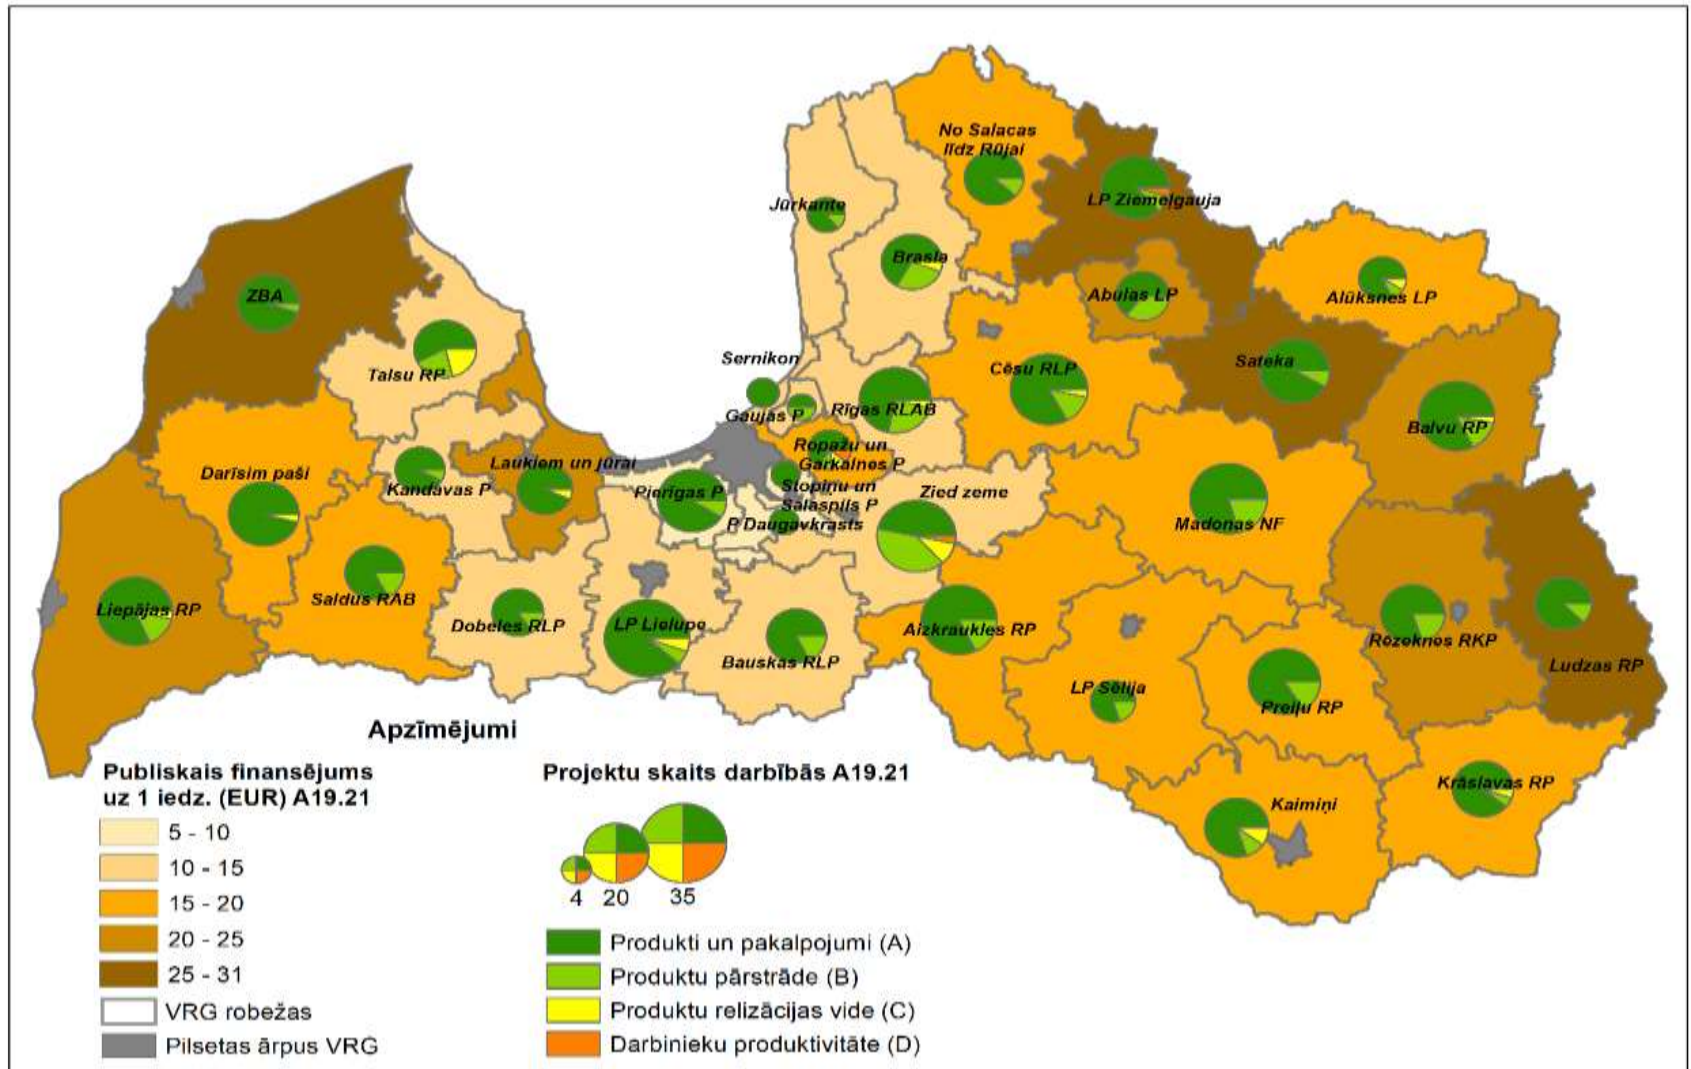 No Salacas
līdz Rūjai
LP Ziemeļgauja
Jūrkante
Brasla
ZBA
Abulas LP
Alūksnes LP
Talsu RP
Sernikon
Cēsu RLP
Sateka
Gaujas P
Rīgas RLAB
Balvu RP
Ropažu un
Garkalnes P
Darīsim paši
Laukiem un jūrai
Kandavas P
Pierīgas P
Stopiņu un
Salaspils P
Zied zeme
P Daugavkrasts
Madonas NF
Liepājas RP
Saldus RAB
Dobeles RLP
LP Lielupe
Bauskas RLP
Aizkraukles RP
Rēzeknes RKP
Ludzas RP
LP Sēlija
Preiļu RP
Krāslavas RP
Kaimiņi
Apzīmējumi
Publiskais finansējums
uz 1 iedz. (EUR) A19.21
5 - 10
10 - 15
15 - 20
20 - 25
25 - 31
VRG robežas
Pilsetas ārpus VRG
Projektu skaits darbībās A19.21
4 20 35
Produkti un pakalpojumi (A)
Produktu pārstrāde (B)
Produktu relizācijas vide (C)
Darbinieku produktivitāte (D)